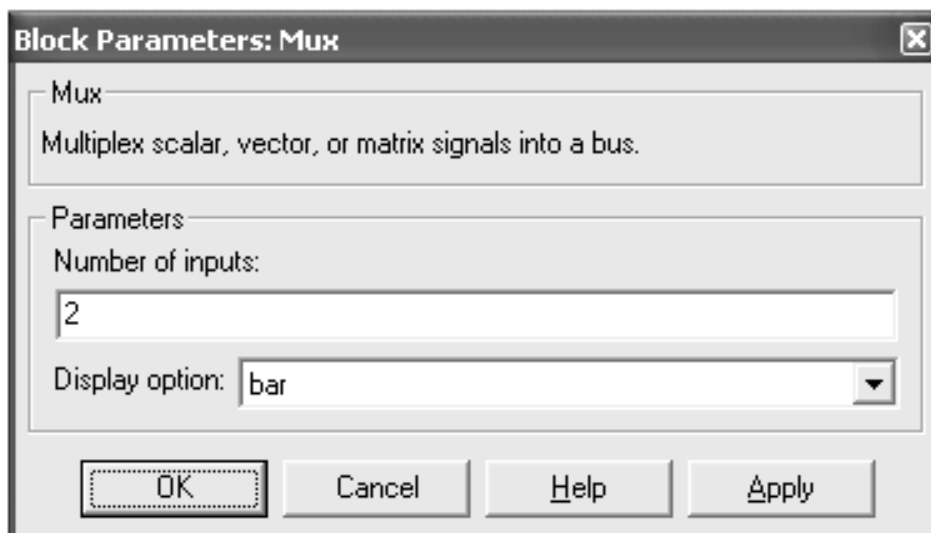 Block Parameters: Mux
Mux
Multiplex scalar, vector, or matrix signals into a bus.
Parameters
Number of inputs:
2
Display option: bar
OK Cancel Help Apply